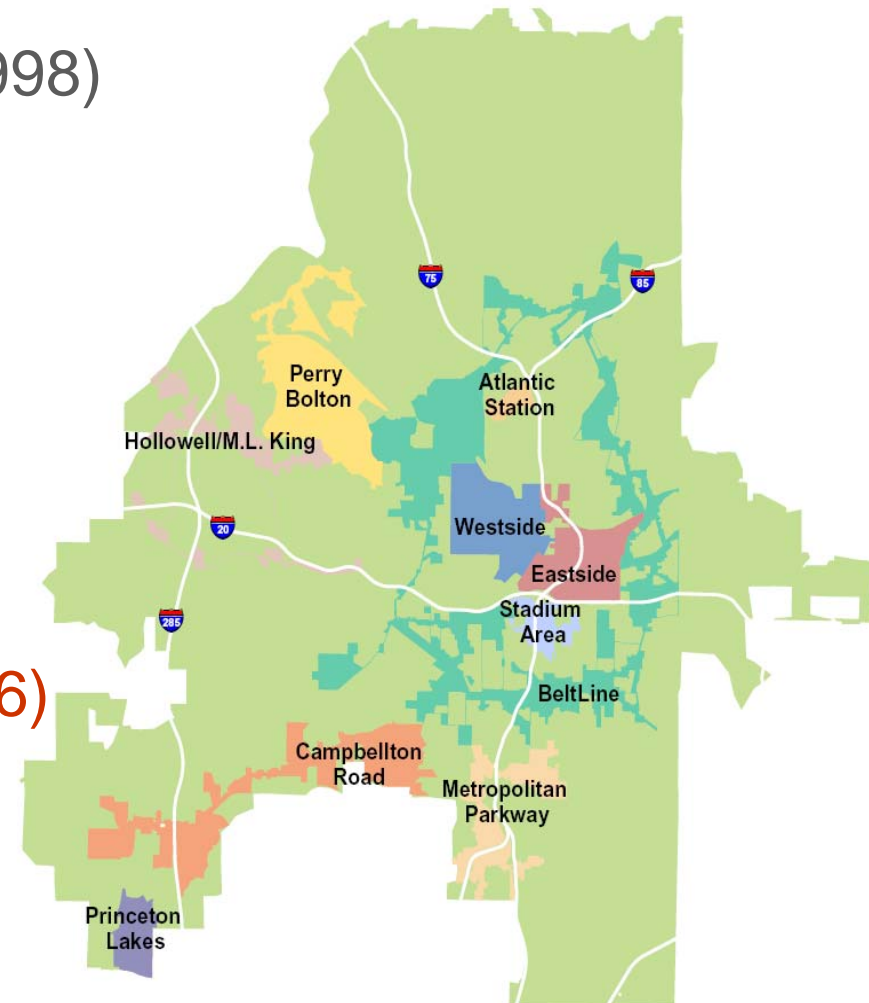 998)
75
85
Perry
Bolton
Atlantic
Station
Hollowell/M.L. King
20
Westside
Eastside
Stadium
Area
285
6)
BeltLine
Campbellton
Road
Metropolitan
Parkway
Princeton
Lakes